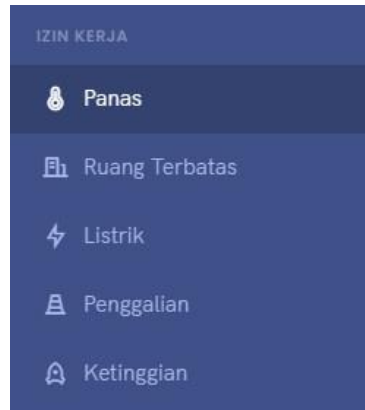 IZIN KERJA
Panas
Ruang Terbatas
Listrik
Penggalian
Ketinggian